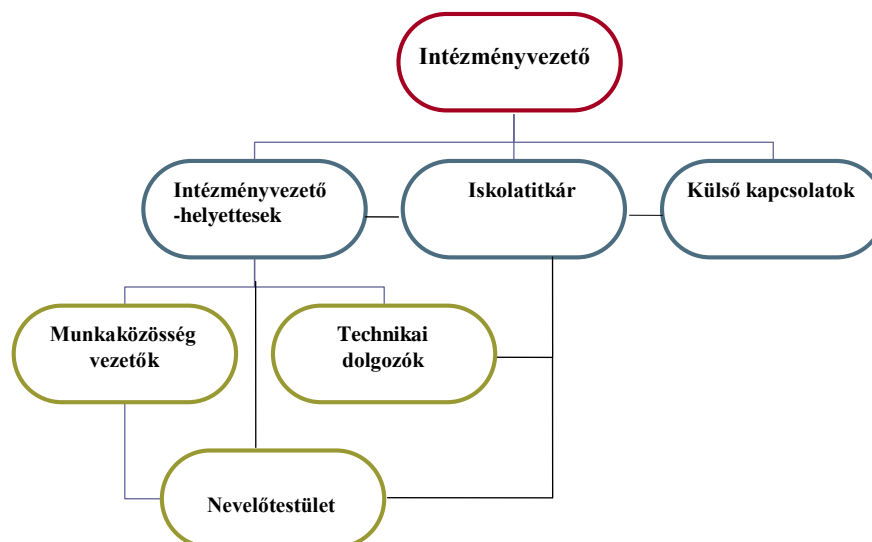 Intézményvezető
Intézményvezető
-helyettesek
Iskolatitkár
Külső kapcsolatok
Munkaközösség
vezetők
Technikai
dolgozók
Nevelőtestület